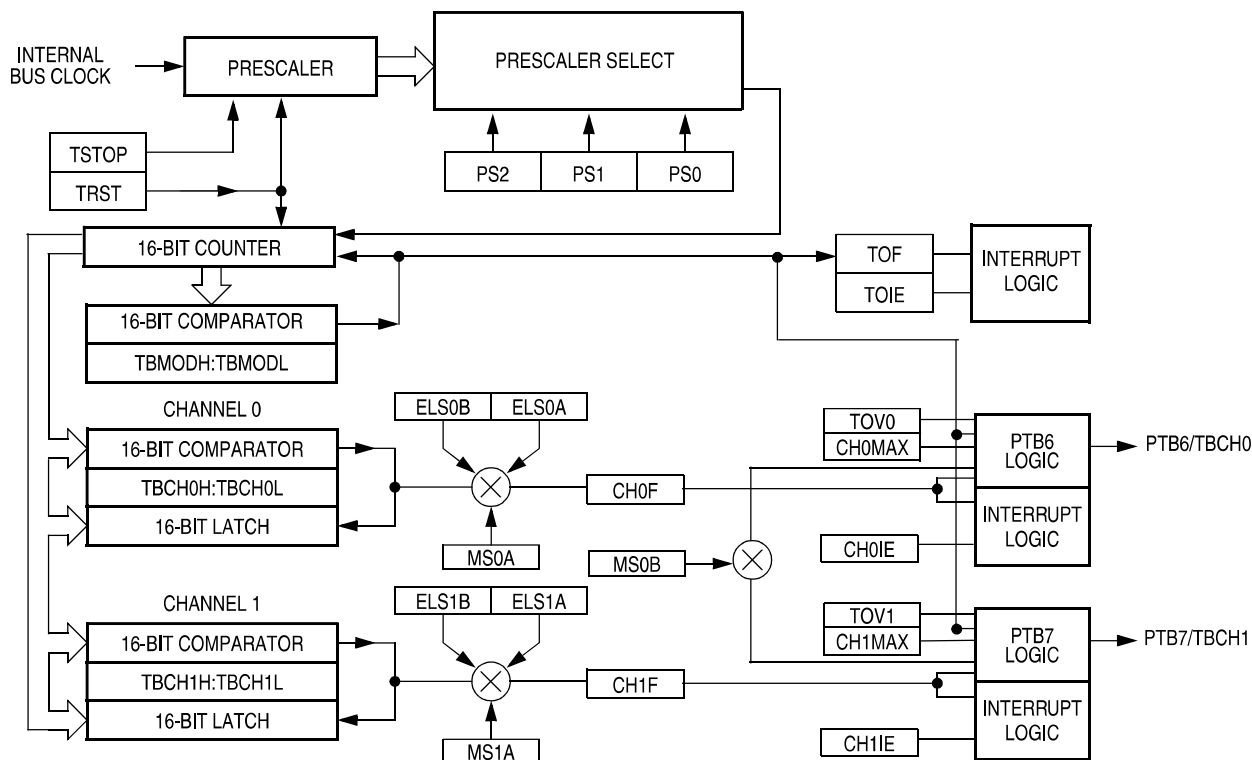 INTERNAL
BUS CLOCK
PRESCALER
PRESCALER SELECT
TSTOP
TRST
PS2
PS1
PS0
16-BIT COUNTER
16-BIT COMPARATOR
TBMODH:TBMODL
TOF
TOIE
INTERRUPT
LOGIC
CHANNEL 0
16-BIT COMPARATOR
TBCH0H:TBCH0L
16-BIT LATCH
ELS0B
ELS0A
MS0A
CH0F
MS0B
TOV0
CH0MAX
CH0IE
PTB6
LOGIC
INTERRUPT
LOGIC
PTB6/TBCH0
CHANNEL 1
16-BIT COMPARATOR
TBCH1H:TBCH1L
16-BIT LATCH
ELS1B
ELS1A
MS1A
CH1F
TOV1
CH1MAX
CH1IE
PTB7
LOGIC
INTERRUPT
LOGIC
PTB7/TBCH1